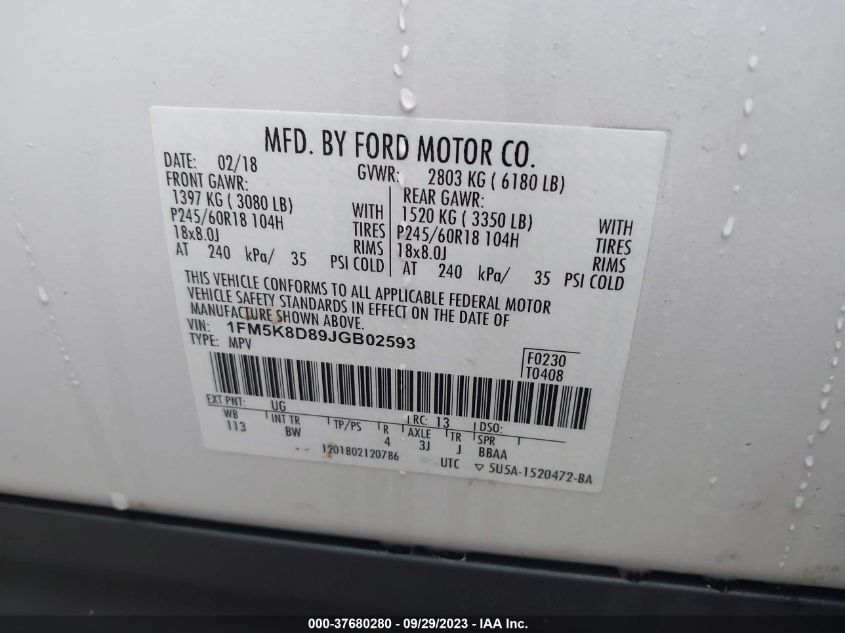 MFD. BY FORD MOTOR CO.
DATE: 02/18 GVWR: 2803 KG ( 6180 LB)
FRONT GAWR: REAR GAWR:
1397 KG ( 3080 LB) WITH 1520 KG ( 3350 LB) WITH
P245/60R18 104H TIRES P245/60R18 104H TIRES
18x8.0J RIMS 18x8.0J RIMS
AT 240 kPa/ 35 PSI COLD AT 240 kPa/ 35 PSI COLD
THIS VEHICLE CONFORMS TO ALL APPLICABLE FEDERAL MOTOR
VEHICLE SAFETY STANDARDS IN EFFECT ON THE DATE OF
MANUFACTURE SHOWN ABOVE.
VIN: 1FM5K8D89JGB02593
TYPE: MPV
F0230
T0408
EXT PNT: UG RC: 13 DSO:
WB INT TR TP/PS R AXLE TR SPR
113 BW 4 3J J BBAA
1201802120786 UTC ▽ 5U5A-1520472-BA
000-37680280 - 09/29/2023 - IAA Inc.